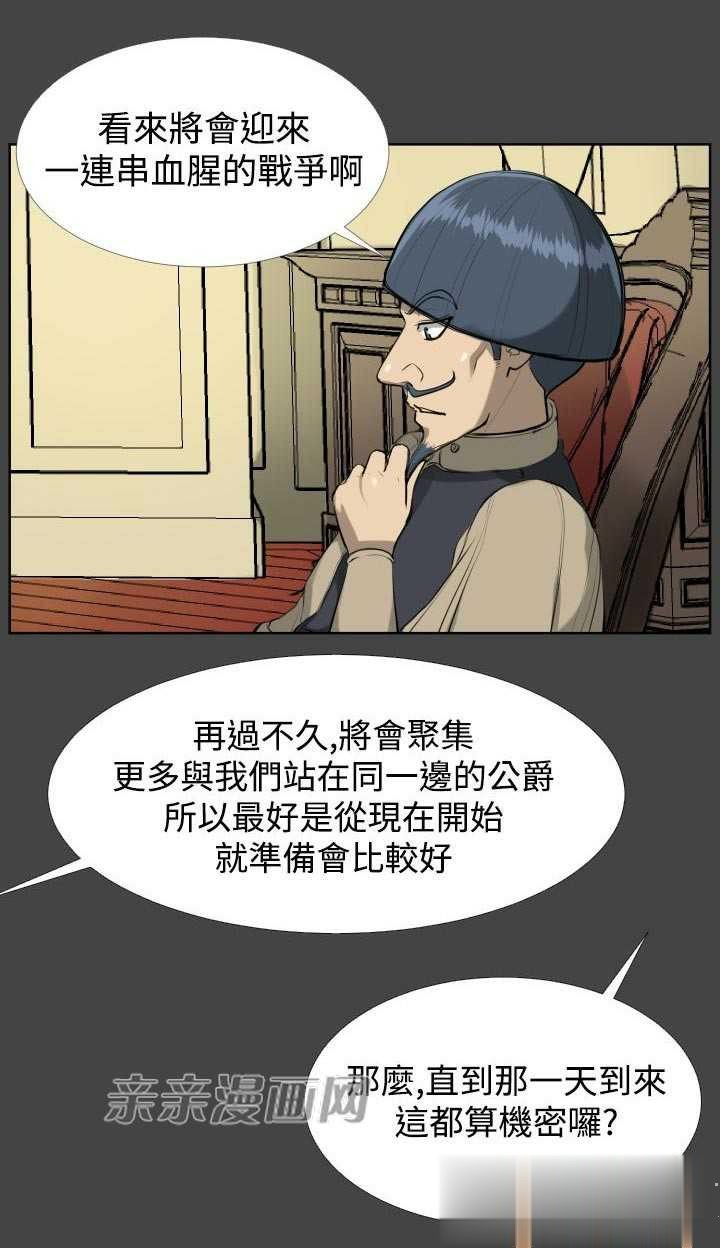 看來將會迎來
一連串血腥的戰爭啊
再過不久,將會聚集
更多與我們站在同一邊的公爵
所以最好是從現在開始
就準備會比較好
那麼,直到那一天到來
這都算機密囉?
亲亲漫画网